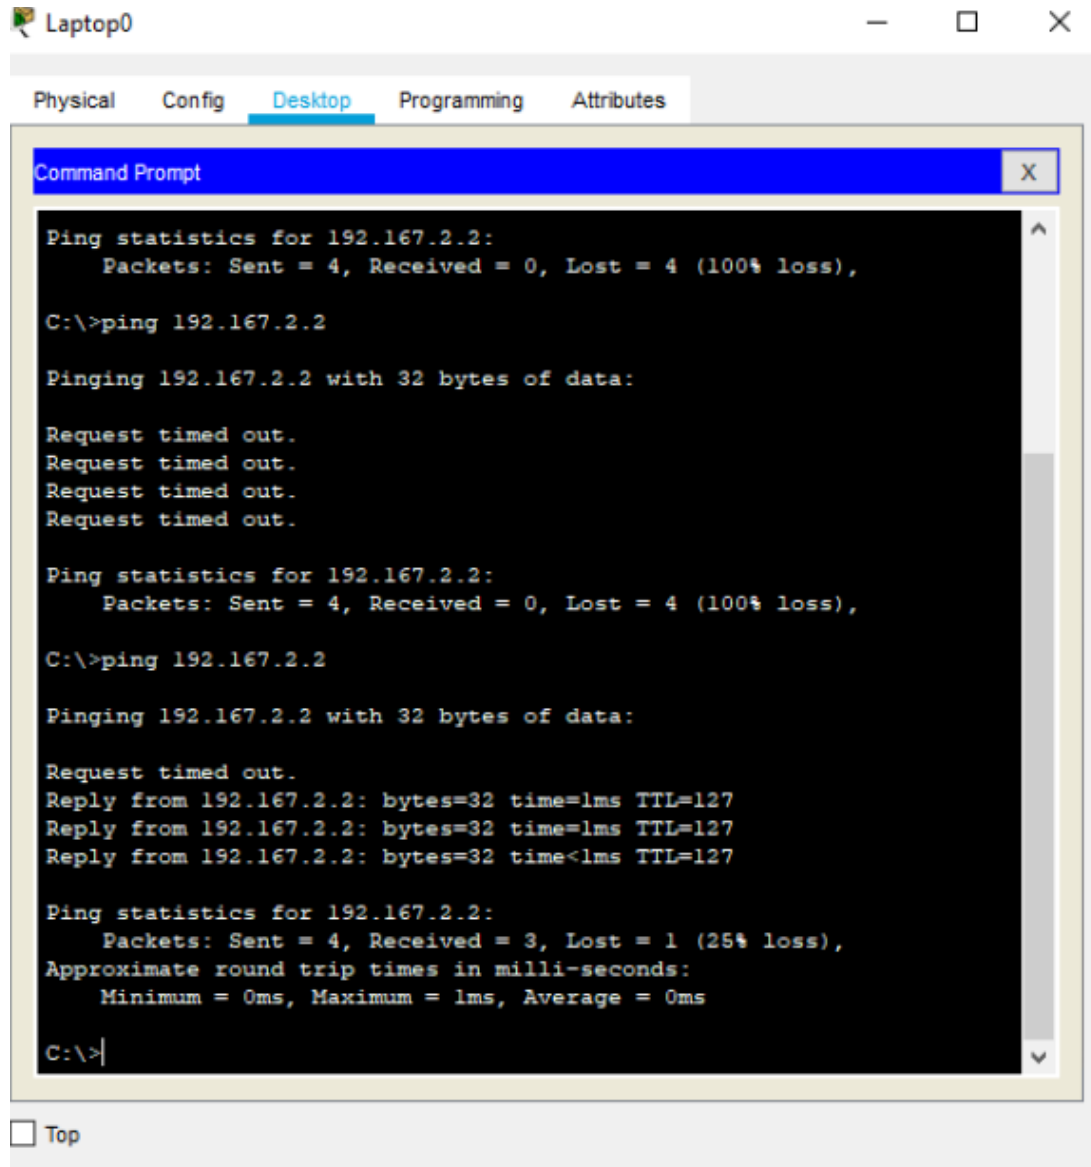 Laptop0
Physical Config Desktop Programming Attributes
Command Prompt X
Ping statistics for 192.167.2.2:
Packets: Sent = 4, Received = 0, Lost = 4 (100% loss),
C:\>ping 192.167.2.2
Pinging 192.167.2.2 with 32 bytes of data:
Request timed out.
Request timed out.
Request timed out.
Request timed out.
Ping statistics for 192.167.2.2:
Packets: Sent = 4, Received = 0, Lost = 4 (100% loss),
C:\>ping 192.167.2.2
Pinging 192.167.2.2 with 32 bytes of data:
Request timed out.
Reply from 192.167.2.2: bytes=32 time=1ms TTL=127
Reply from 192.167.2.2: bytes=32 time=1ms TTL=127
Reply from 192.167.2.2: bytes=32 time<1ms TTL=127
Ping statistics for 192.167.2.2:
Packets: Sent = 4, Received = 3, Lost = 1 (25% loss),
Approximate round trip times in milli-seconds:
Minimum = 0ms, Maximum = 1ms, Average = 0ms
C:\>
Top